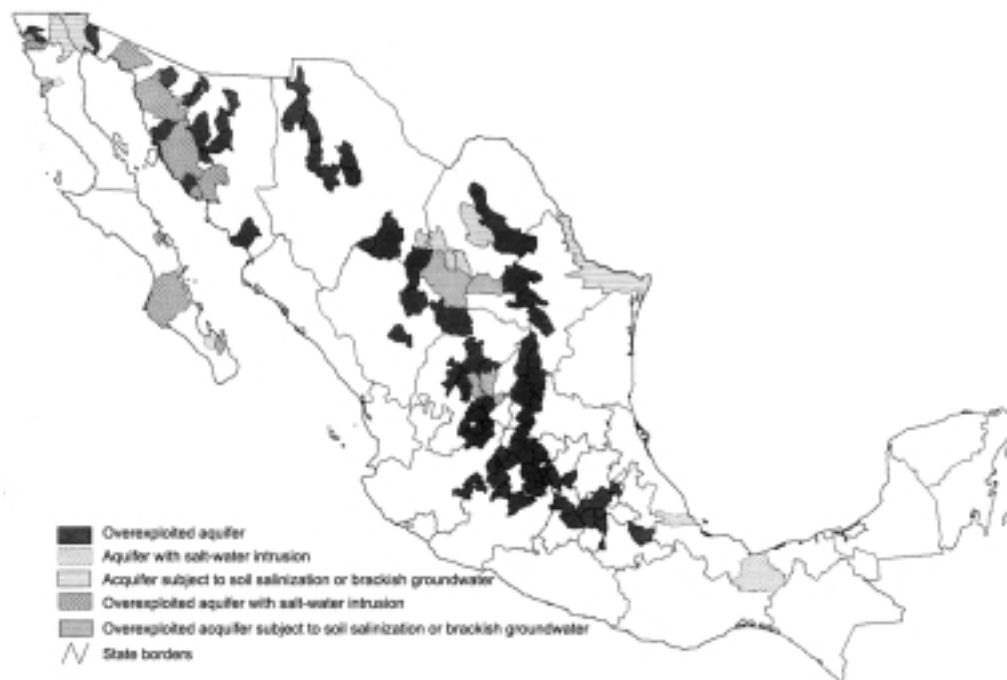 Overexploited aquifer
Aquifer with salt-water intrusion
Acquifer subject to soil salinization or brackish groundwater
Overexploited aquifer with salt-water intrusion
Overexploited acquifer subject to soil salinization or brackish groundwater
State borders